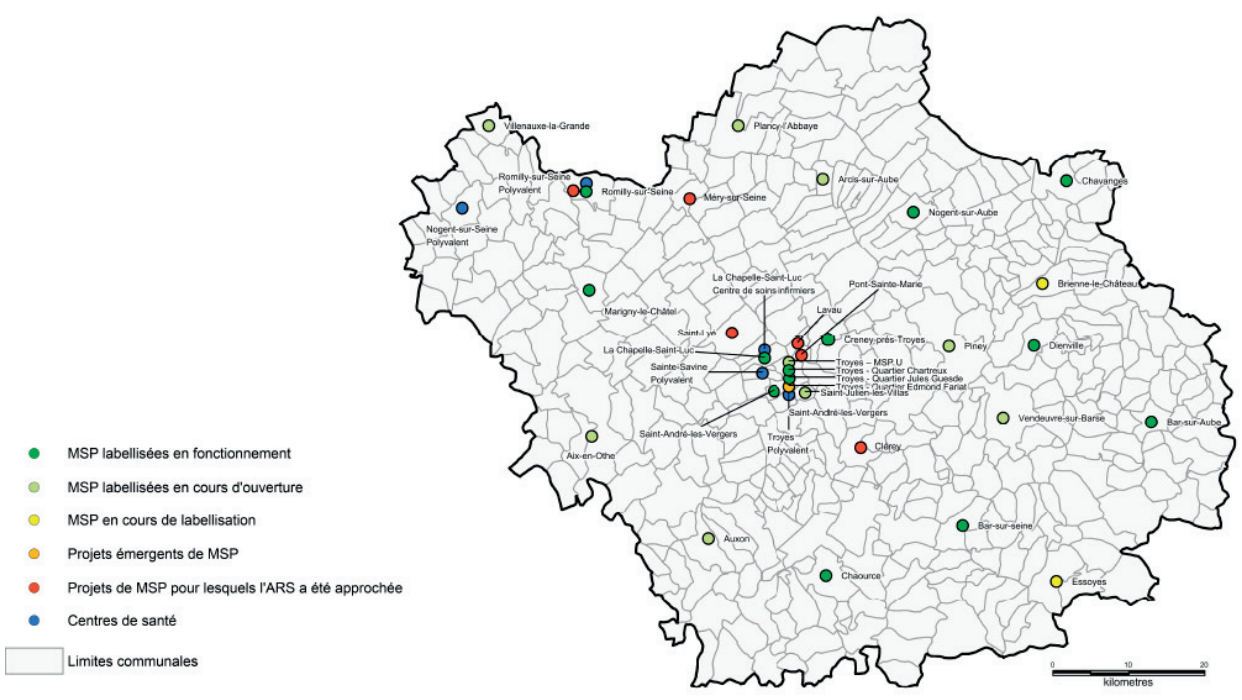 Villenauxe-la-Grande
Plancy-l'Abbaye
Romilly-sur-Seine
Polyvalent
Romilly-sur-Seine
Méry-sur-Seine
Arcis-sur-Aube
Chavanges
Nogent-sur-Aube
Nogent-sur-Seine
Polyvalent
La Chapelle-Saint-Luc
Centre de soins infirmiers
Pont-Sainte-Marie
Brienne-le-Château
Marigny-le-Châtel
Lavau
Saint-Lyé
Creney-près-Troyes
Piney
Dienville
La Chapelle-Saint-Luc
Troyes – MSP.U
Sainte-Savine
Polyvalent
Troyes - Quartier Chartreux
Troyes - Quartier Jules Guesde
Troyes - Quartier Edmond Fariat
Saint-Julien-les-Villas
Saint-André-les-Vergers
Vendeuvre-sur-Barse
Bar-sur-Aube
Saint-André-les-Vergers
Troyes
Polyvalent
Clérey
Aix-en-Othe
Auxon
Bar-sur-seine
Chaource
Essoyes
MSP labellisées en fonctionnement
MSP labellisées en cours d'ouverture
MSP en cours de labellisation
Projets émergents de MSP
Projets de MSP pour lesquels l'ARS a été approchée
Centres de santé
Limites communales
0 10 20
kilometres